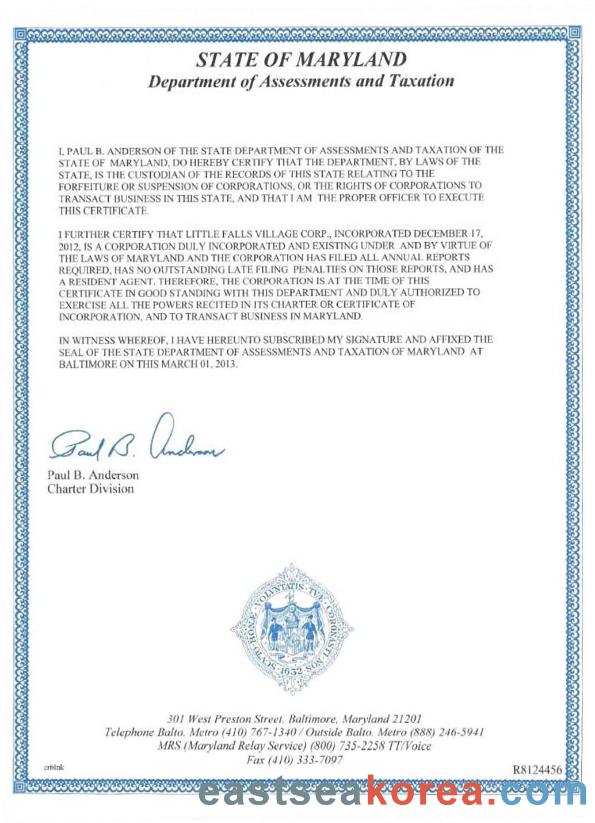 STATE OF MARYLAND
Department of Assessments and Taxation
I, PAUL B. ANDERSON OF THE STATE DEPARTMENT OF ASSESSMENTS AND TAXATION OF THE
STATE OF MARYLAND, DO HEREBY CERTIFY THAT THE DEPARTMENT, BY LAWS OF THE
STATE, IS THE CUSTODIAN OF THE RECORDS OF THIS STATE RELATING TO THE
FORFEITURE OR SUSPENSION OF CORPORATIONS, OR THE RIGHTS OF CORPORATIONS TO
TRANSACT BUSINESS IN THIS STATE, AND THAT I AM THE PROPER OFFICER TO EXECUTE
THIS CERTIFICATE.
I FURTHER CERTIFY THAT LITTLE FALLS VILLAGE CORP., INCORPORATED DECEMBER 17,
2012, IS A CORPORATION DULY INCORPORATED AND EXISTING UNDER AND BY VIRTUE OF
THE LAWS OF MARYLAND AND THE CORPORATION HAS FILED ALL ANNUAL REPORTS
REQUIRED, HAS NO OUTSTANDING LATE FILING PENALTIES ON THOSE REPORTS, AND HAS
A RESIDENT AGENT. THEREFORE, THE CORPORATION IS AT THE TIME OF THIS
CERTIFICATE IN GOOD STANDING WITH THIS DEPARTMENT AND DULY AUTHORIZED TO
EXERCISE ALL THE POWERS RECITED IN ITS CHARTER OR CERTIFICATE OF
INCORPORATION, AND TO TRANSACT BUSINESS IN MARYLAND.
IN WITNESS WHEREOF, I HAVE HEREUNTO SUBSCRIBED MY SIGNATURE AND AFFIXED THE
SEAL OF THE STATE DEPARTMENT OF ASSESSMENTS AND TAXATION OF MARYLAND AT
BALTIMORE ON THIS MARCH 01, 2013.
Paul B. Anderson
Paul B. Anderson
Charter Division
SCVTO BONÆ VOLVNTATIS TVÆ CORONASTI NOS
1632
301 West Preston Street, Baltimore, Maryland 21201
Telephone Balto. Metro (410) 767-1340 / Outside Balto. Metro (888) 246-5941
MRS (Maryland Relay Service) (800) 735-2258 TT/Voice
Fax (410) 333-7097
crblnk
R8124456
eastseakorea.com